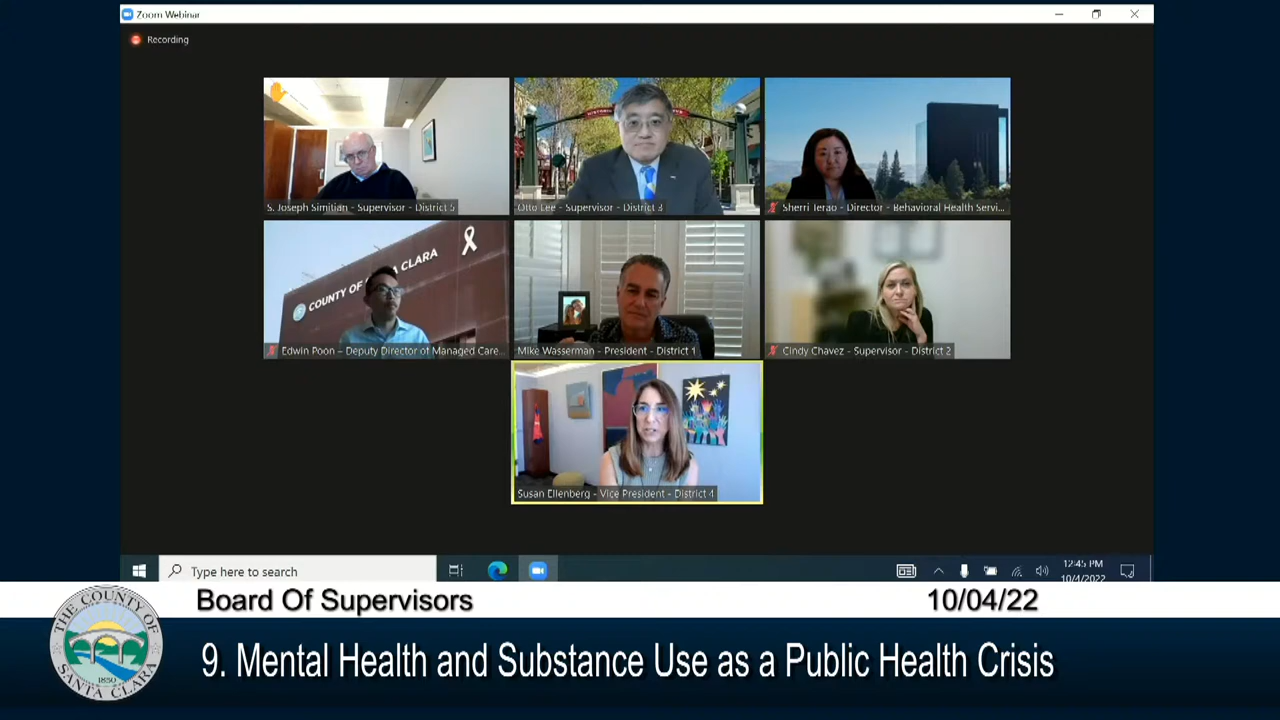 Zoom Webinar
Recording
S. Joseph Simitian - Supervisor - District 5
Otto Lee - Supervisor - District 3
Sherri Terao - Director - Behavioral Health Servi...
COUNTY OF CLARA
Edwin Poon – Deputy Director of Managed Care...
Mike Wasserman - President - District 1
Cindy Chavez - Supervisor - District 2
Susan Ellenberg - Vice President - District 4
Type here to search
12:45 PM
10/4/2022
Board Of Supervisors
10/04/22
THE COUNTY OF SANTA CLARA
1850
9. Mental Health and Substance Use as a Public Health Crisis